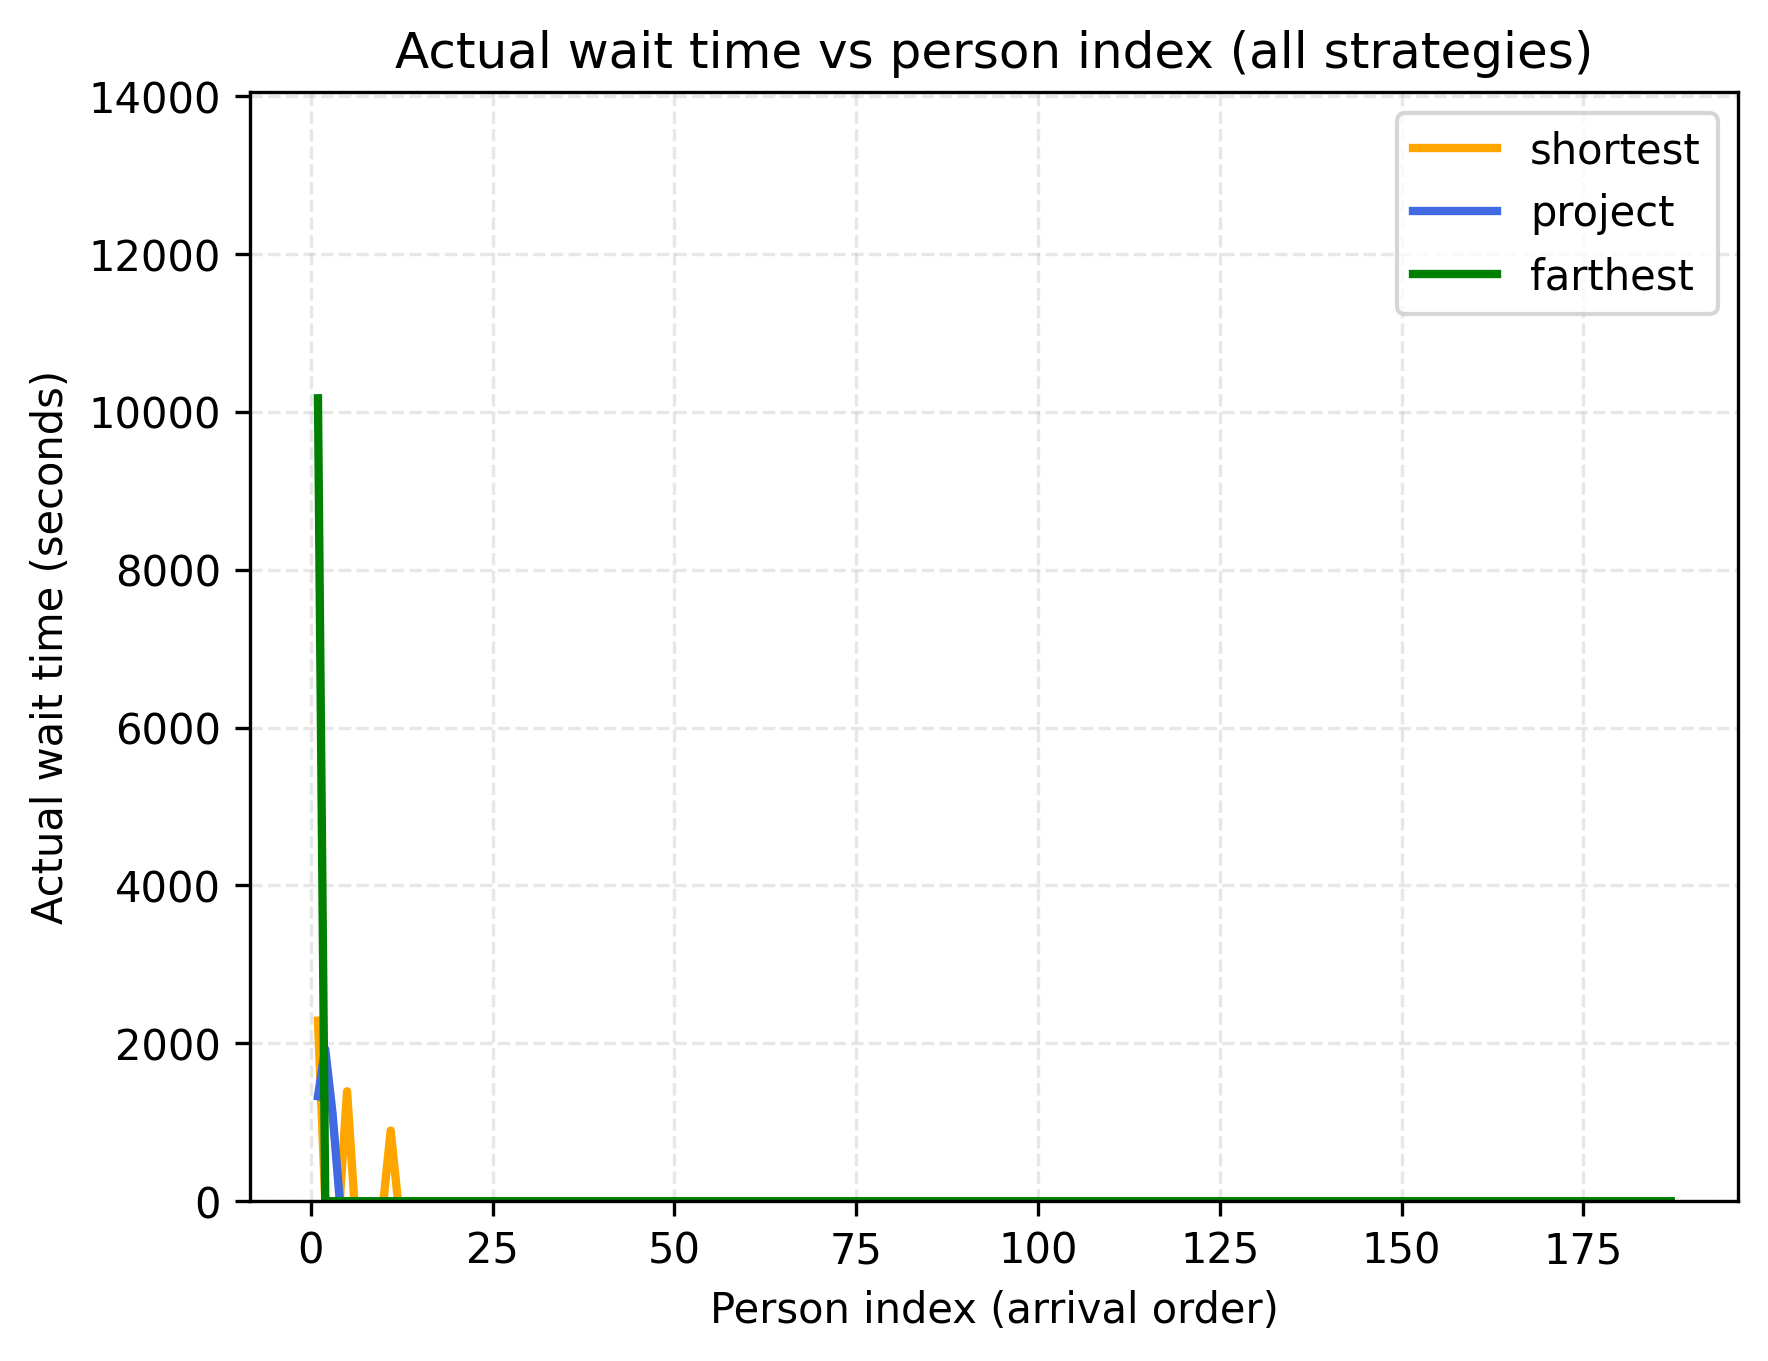 Actual wait time vs person index (all strategies)
14000
12000
10000
8000
6000
4000
2000
0
Actual wait time (seconds)
shortest
project
farthest
0 25 50 75 100 125 150 175
Person index (arrival order)